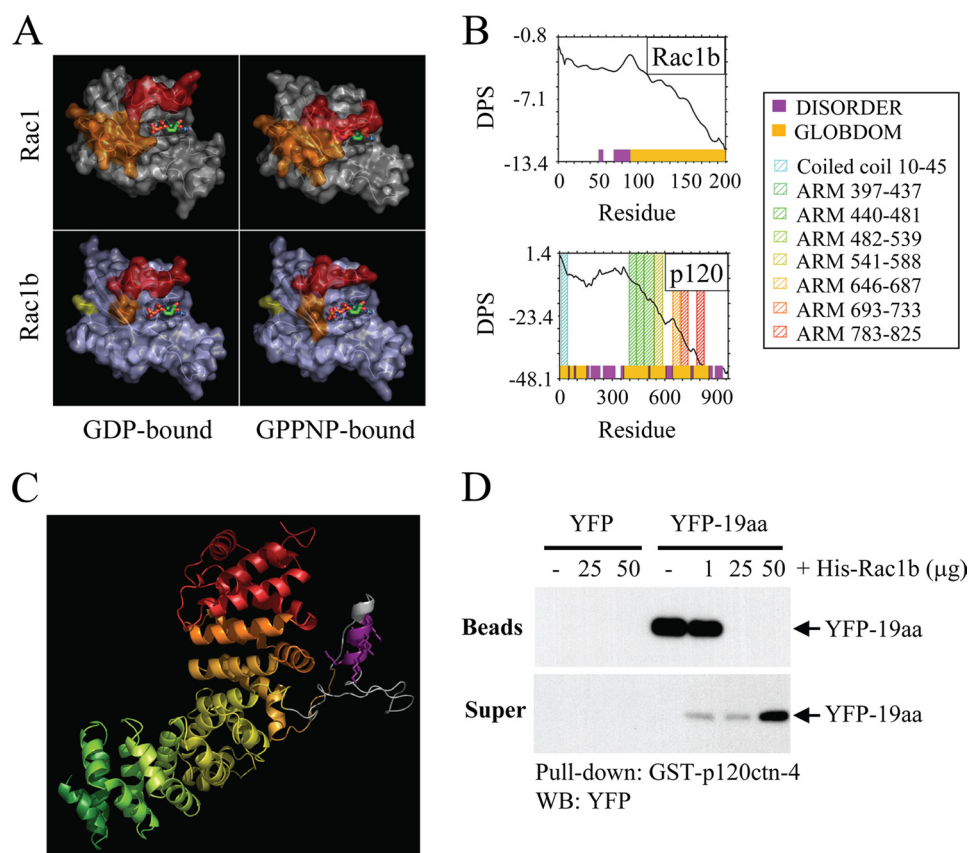 A
Rac1
Rac1b
GDP-bound
GPPNP-bound
B
-0.8
-7.1
-13.4
DPS
Rac1b
0 50 100 150 200
Residue
1.4
-23.4
-48.1
DPS
p120
0 300 600 900
Residue
DISORDER
GLOBDOM
Coiled coil 10-45
ARM 397-437
ARM 440-481
ARM 482-539
ARM 541-588
ARM 646-687
ARM 693-733
ARM 783-825
C
D
YFP YFP-19aa
- 25 50 - 1 25 50 + His-Rac1b (µg)
Beads YFP-19aa
Super YFP-19aa
Pull-down: GST-p120ctn-4
WB: YFP